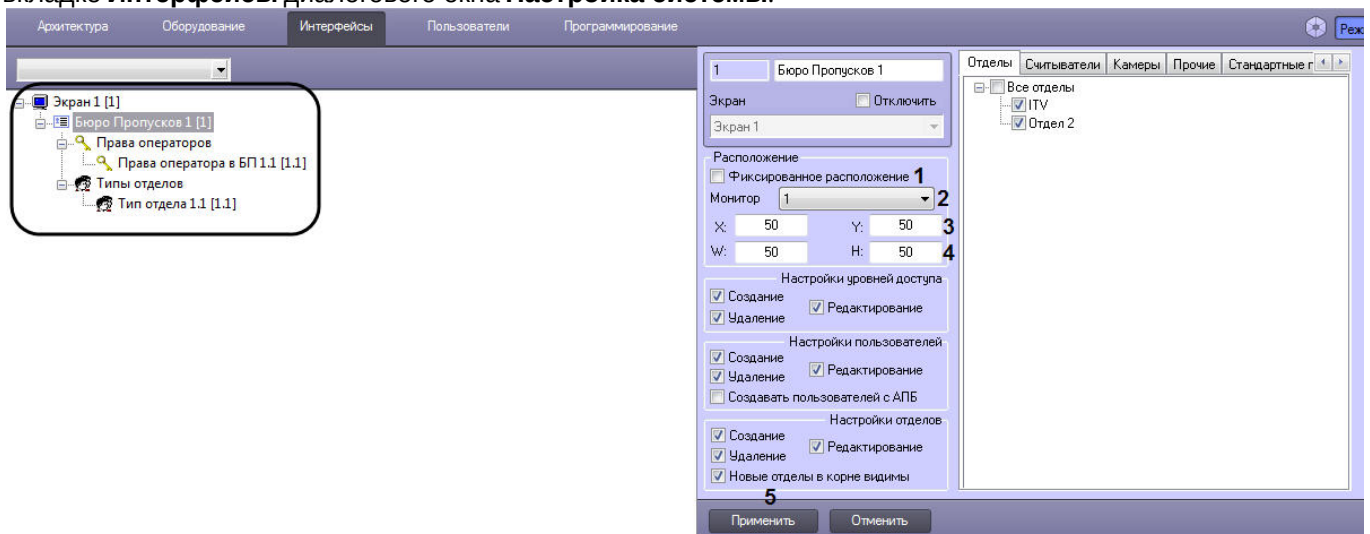 вкладке Интерфейсы диалогового окна Настройка системы.
Архитектура Оборудование Интерфейсы Пользователи Программирование
Экран 1 [1]
Бюро Пропусков 1 [1]
Права операторов
Права оператора в БП 1.1 [1.1]
Типы отделов
Тип отдела 1.1 [1.1]
1 Бюро Пропусков 1
Экран Отключить
Экран 1
Расположение
Фиксированное расположение 1
Монитор 1 2
X: 50 Y: 50 3
W: 50 H: 50 4
Настройки уровней доступа
Создание
Редактирование
Удаление
Настройки пользователей
Создание
Редактирование
Удаление
Создавать пользователей с АПБ
Настройки отделов
Создание
Редактирование
Удаление
Новые отделы в корне видимы
5
Применить Отменить
Отделы Считыватели Камеры Прочие Стандартные
Все отделы
ITV
Отдел 2